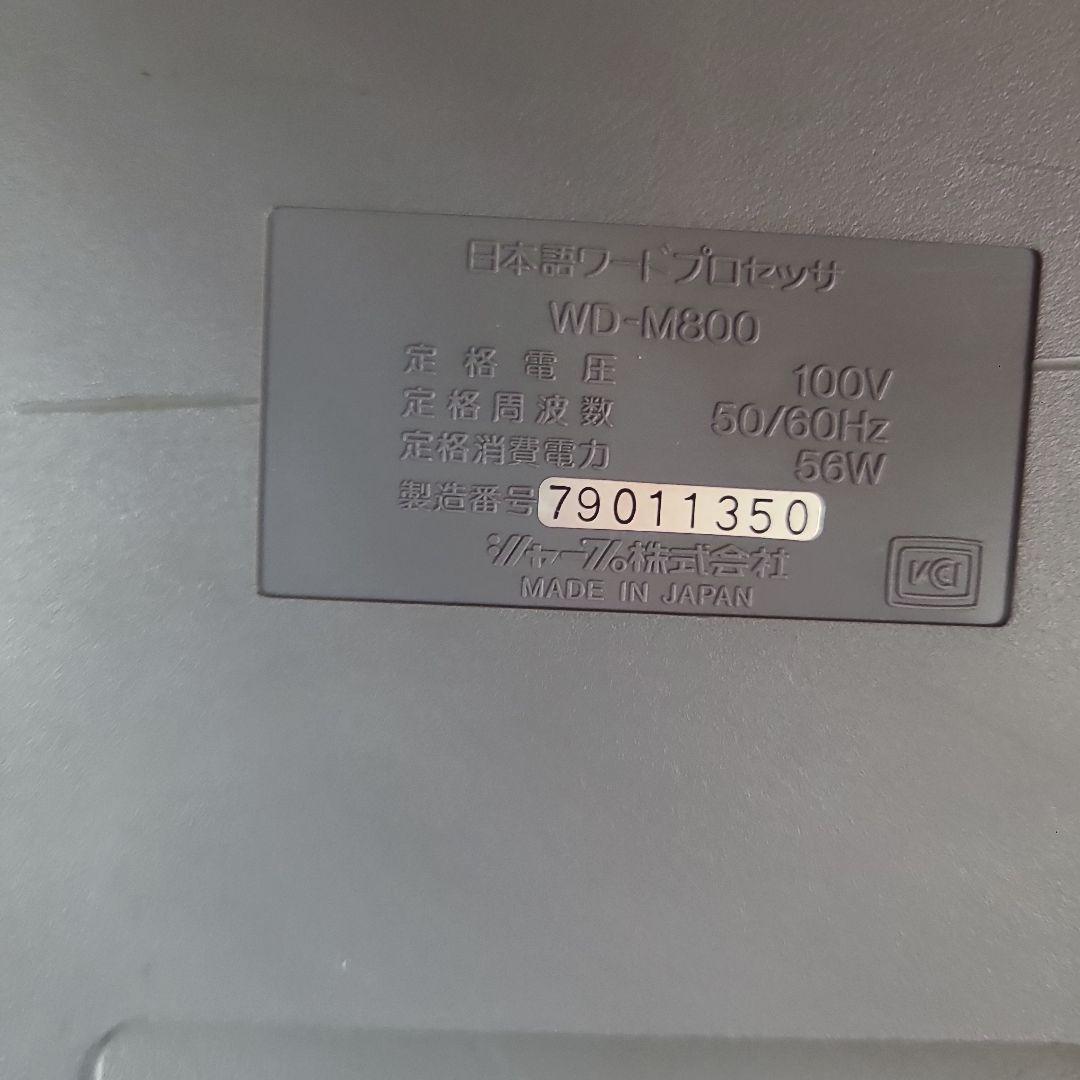 日本語ワードプロセッサ
WD-M800
定格電圧 100V
定格周波数 50/60Hz
定格消費電力 56W
製造番号 79011350
シャープ株式会社
MADE IN JAPAN
VCCI